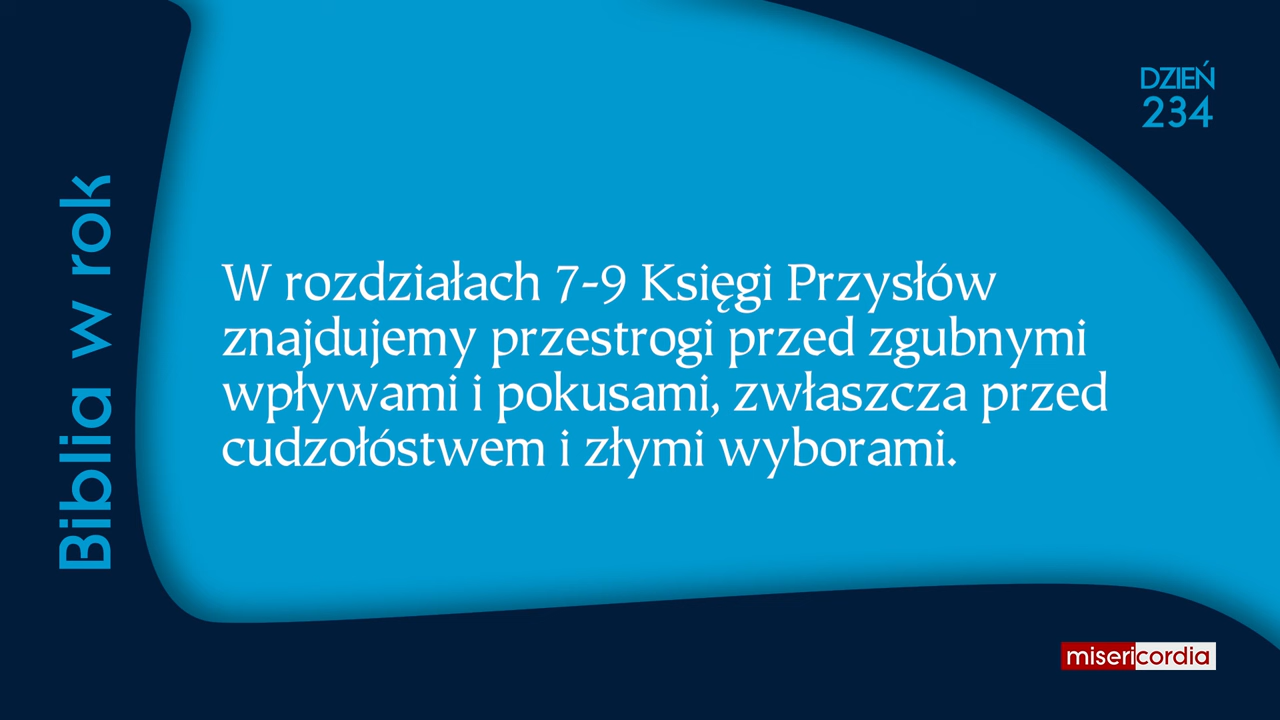 Biblia w rok
DZIEŃ
234
W rozdziałach 7-9 Księgi Przysłów
znajdujemy przestrogi przed zgubnymi
wpływami i pokusami, zwłaszcza przed
cudzołóstwem i złymi wyborami.
misericordia